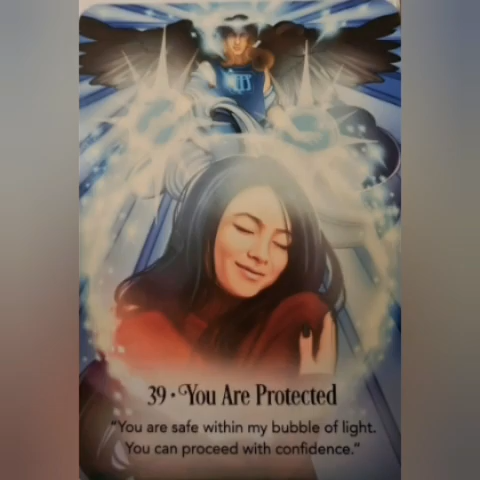 39 • You Are Protected
“You are safe within my bubble of light.
You can proceed with confidence.”